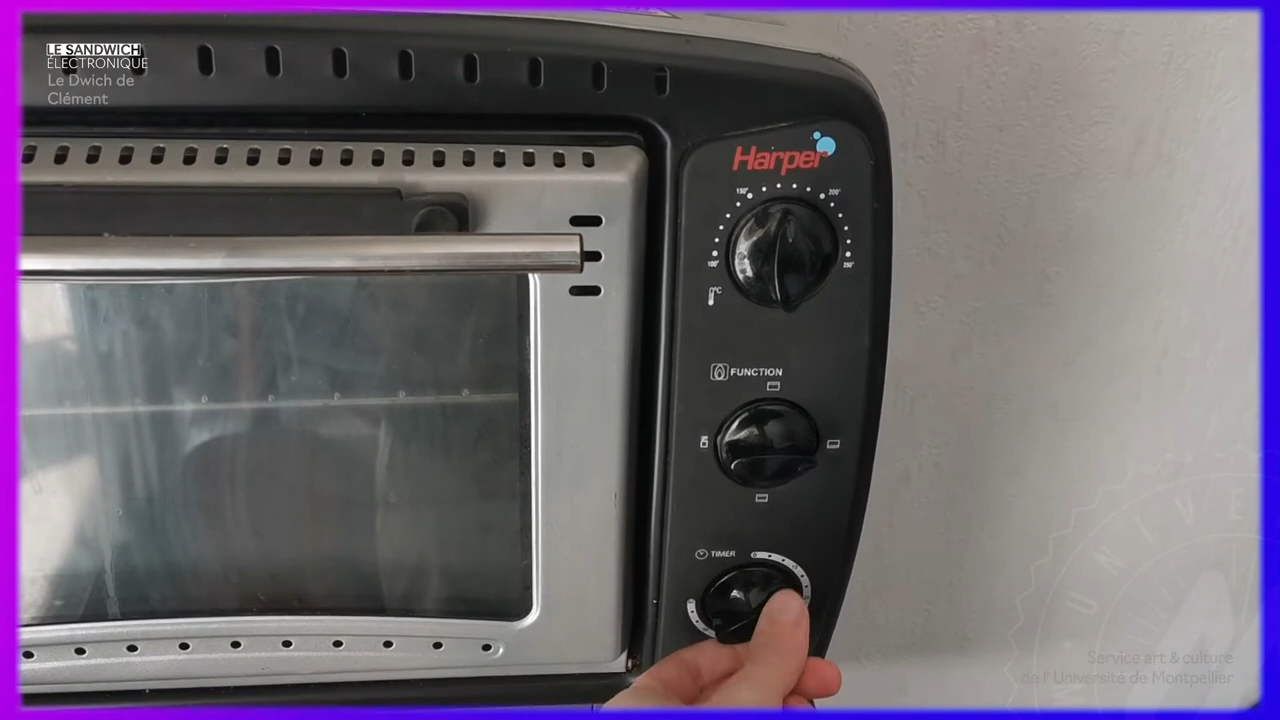 LE SANDWICH
ÉLECTRONIQUE
Le Dwich de
Clément
Harper
150° 200°
100° 250°
°C
FUNCTION
TIMER
UNIVE
Service art & culture
de l'Université de Montpellier